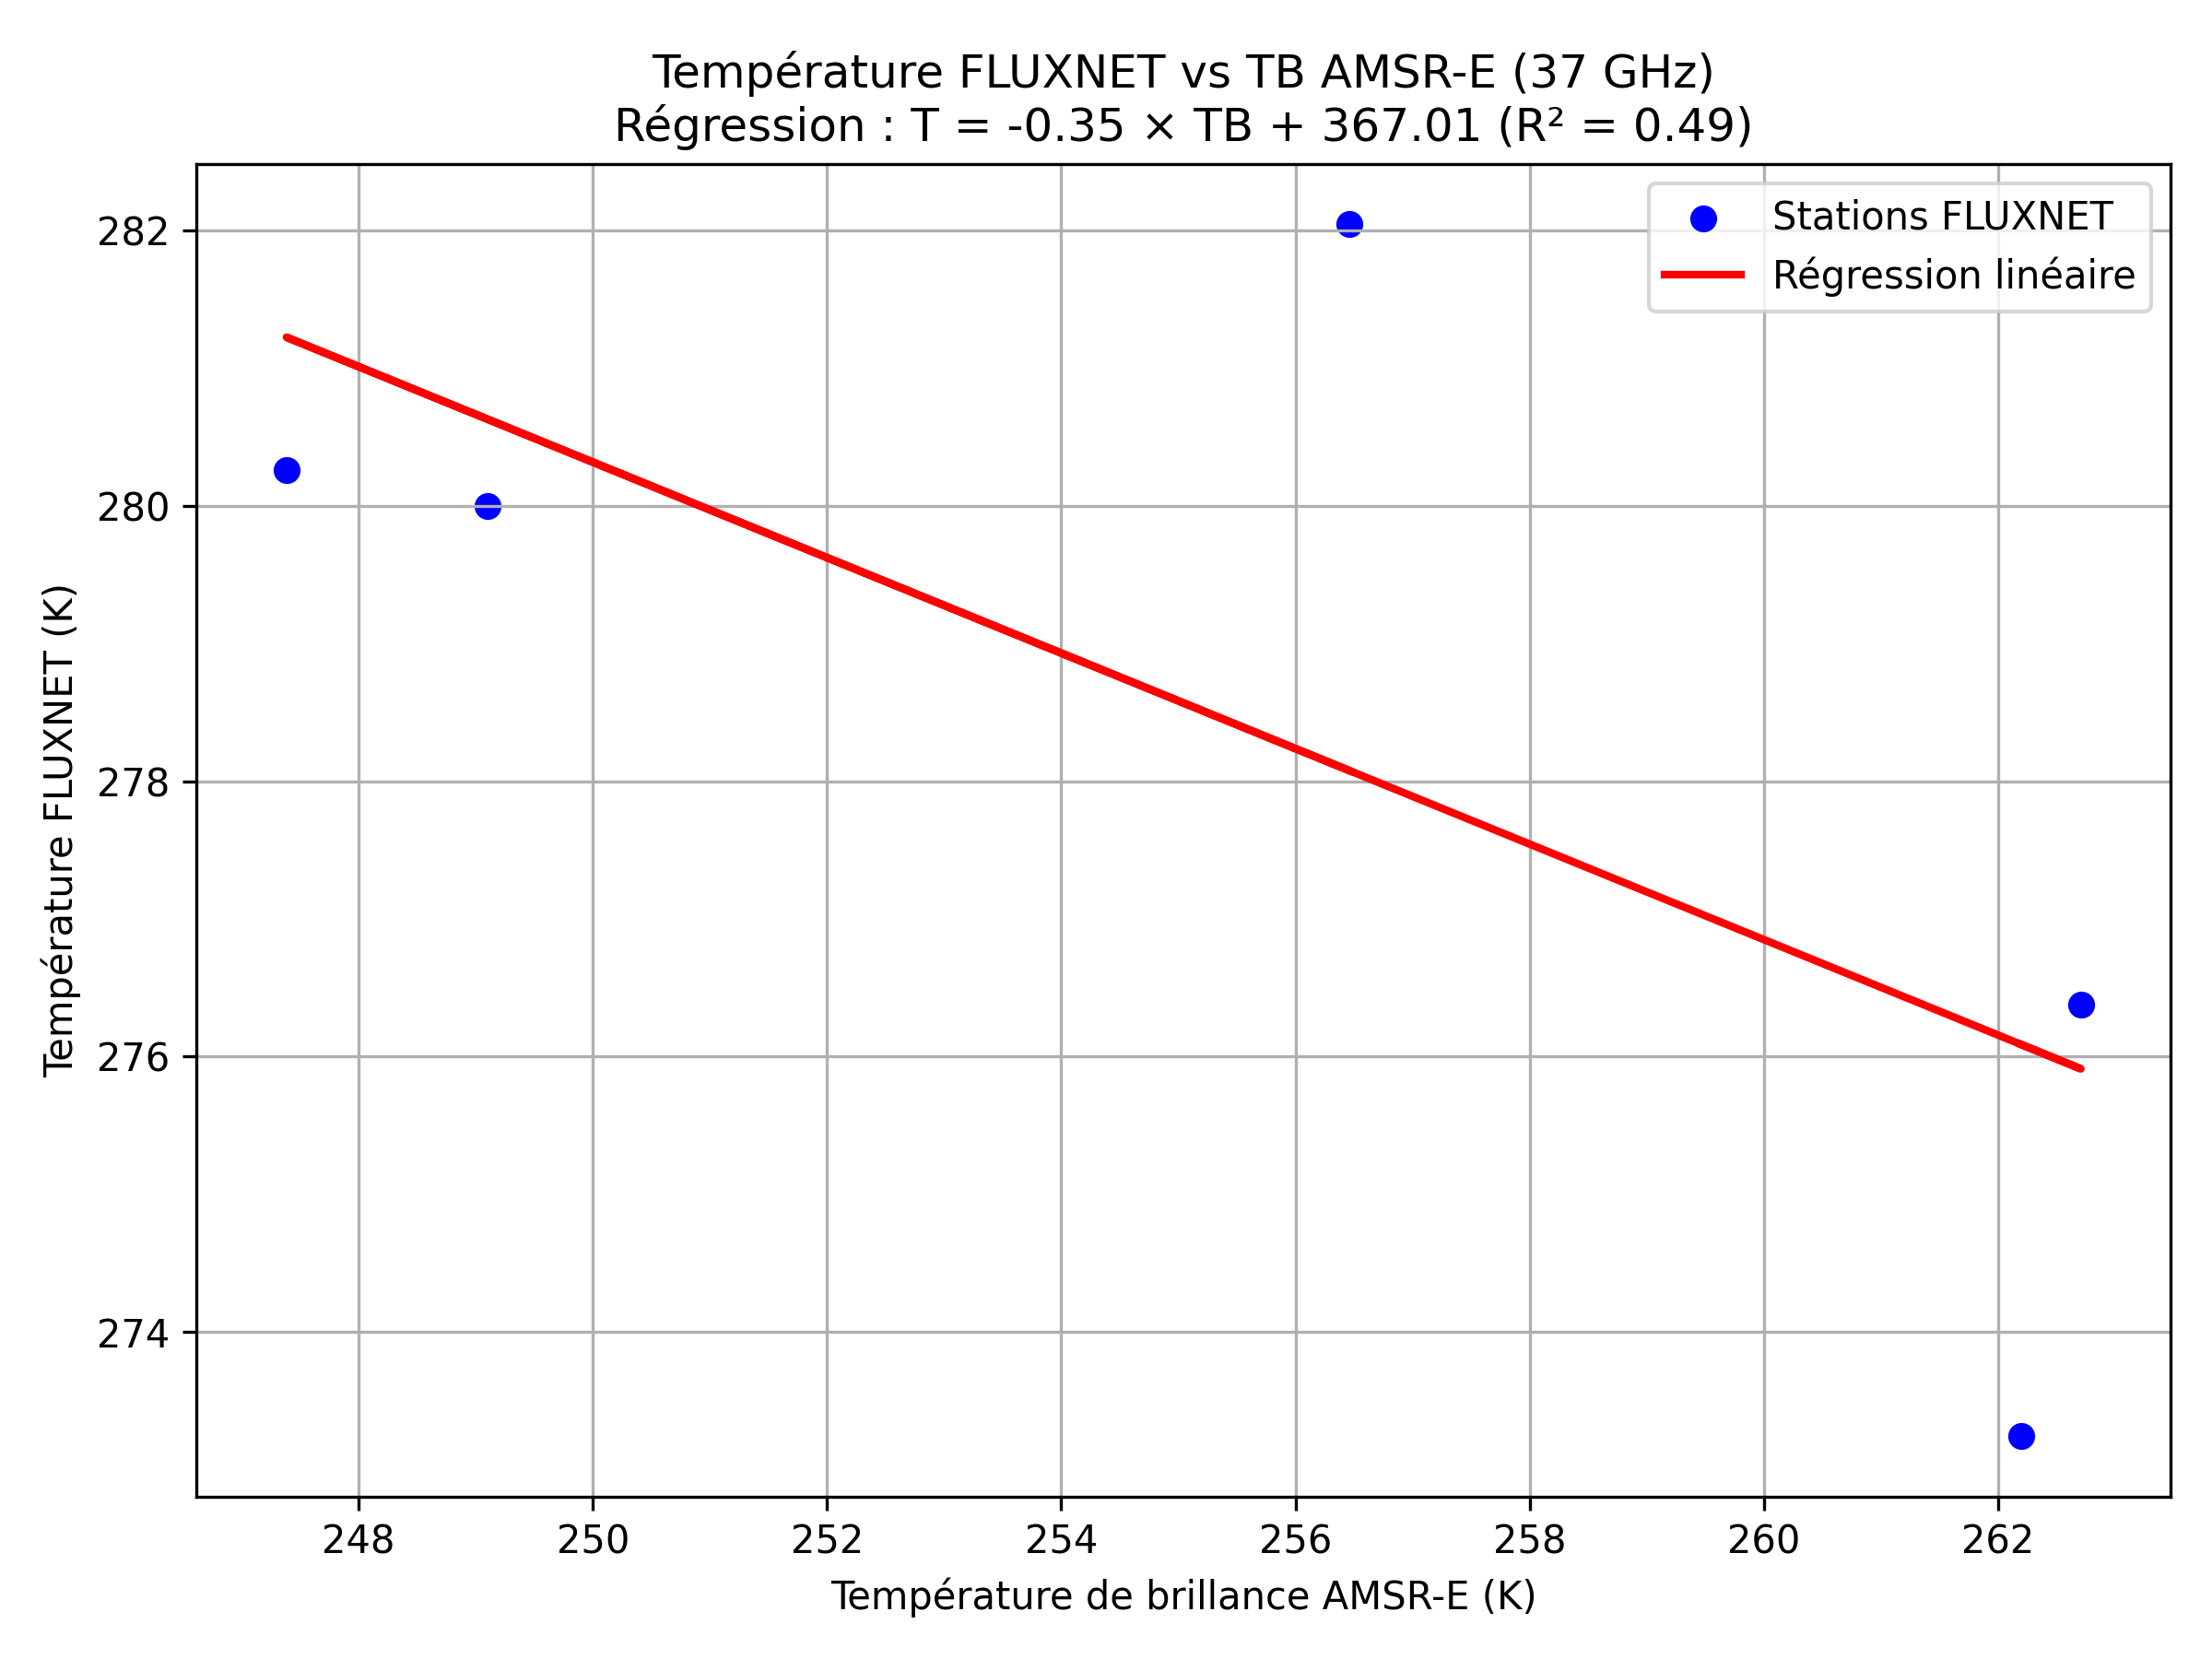 Température FLUXNET vs TB AMSR-E (37 GHz)
Régression : T = -0.35 × TB + 367.01 (R² = 0.49)
Stations FLUXNET
Régression linéaire
Température FLUXNET (K)
282
280
278
276
274
248 250 252 254 256 258 260 262
Température de brillance AMSR-E (K)